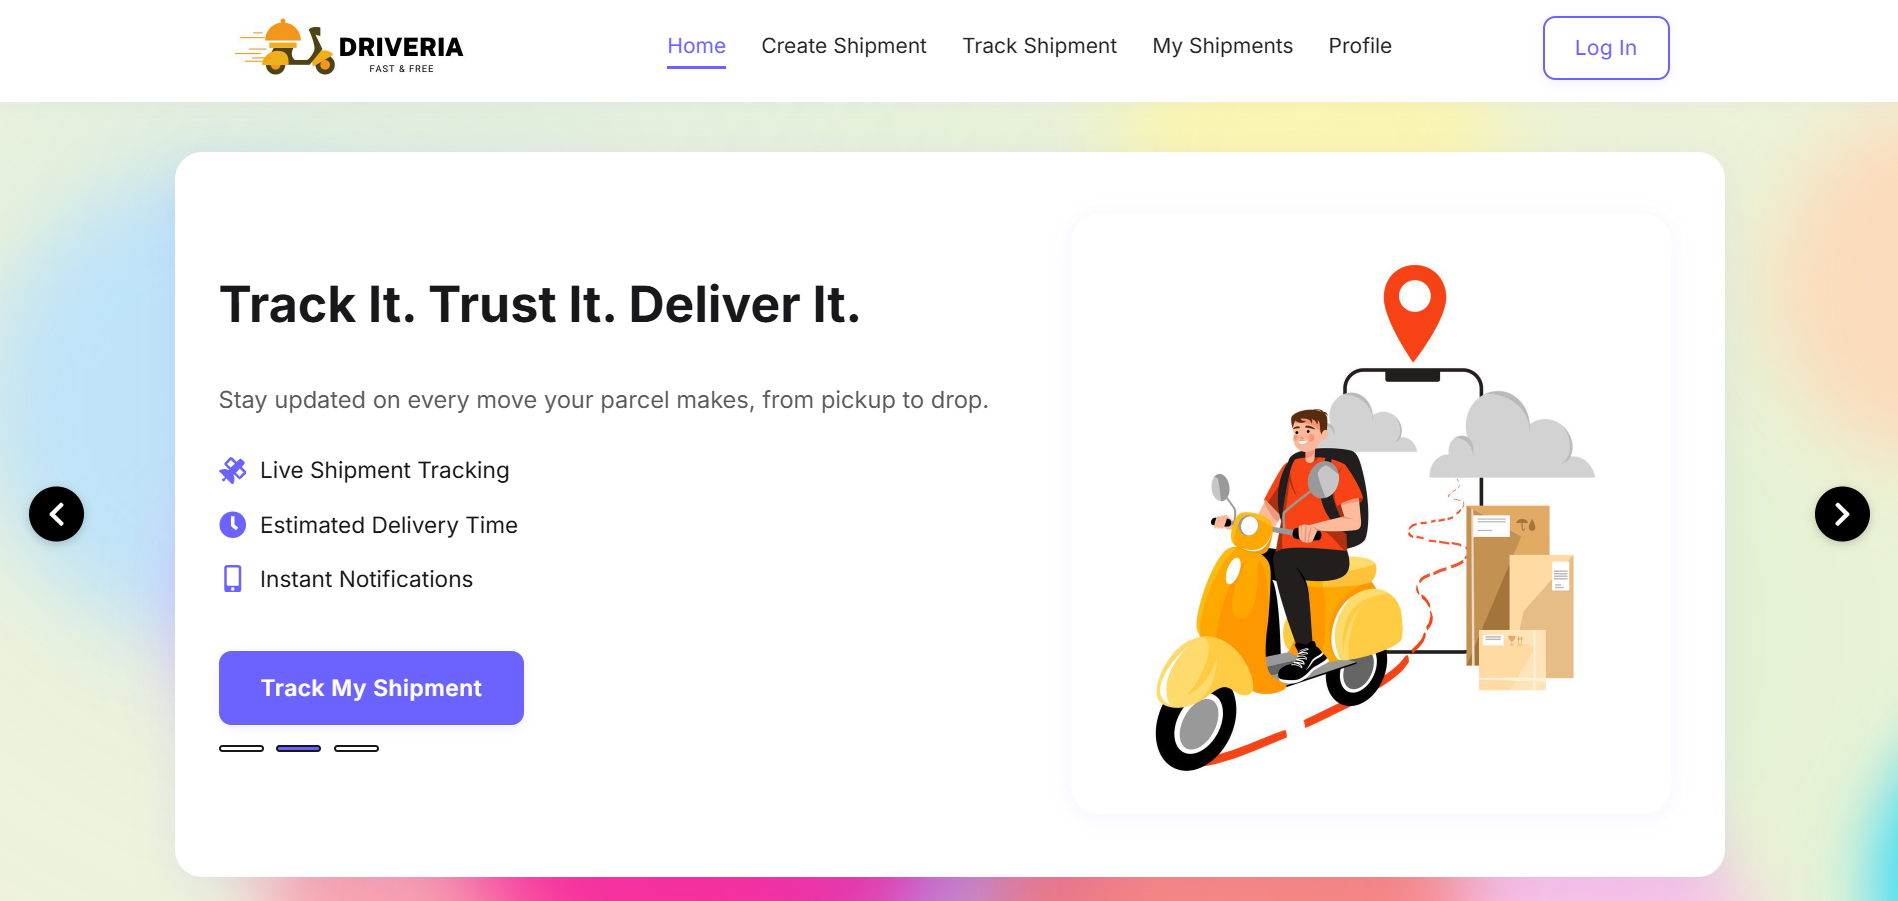 DRIVERIA
FAST & FREE
Home Create Shipment Track Shipment My Shipments Profile
Log In
Track It. Trust It. Deliver It.
Stay updated on every move your parcel makes, from pickup to drop.
Live Shipment Tracking
Estimated Delivery Time
Instant Notifications
Track My Shipment